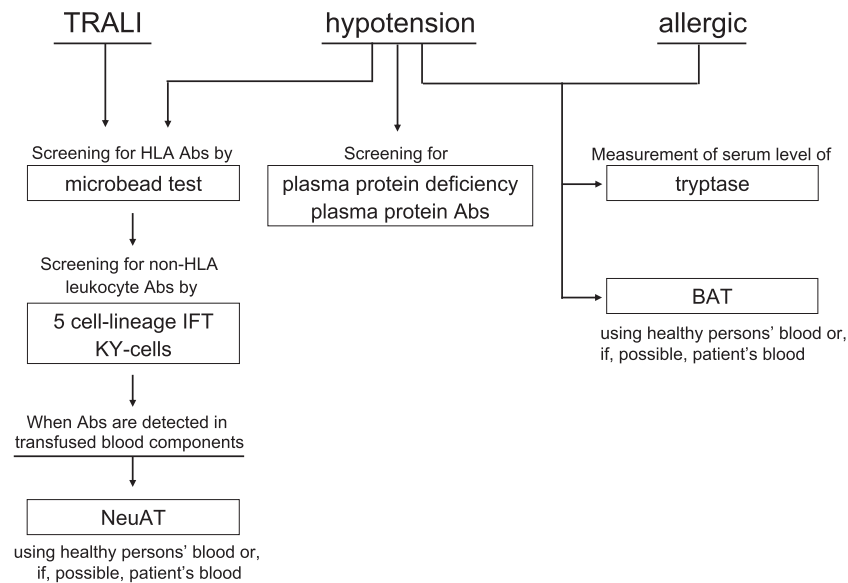 TRALI
hypotension
allergic
Screening for HLA Abs by
microbead test
Screening for non-HLA
leukocyte Abs by
5 cell-lineage IFT
KY-cells
When Abs are detected in
transfused blood components
NeuAT
using healthy persons' blood or,
if, possible, patient's blood
Screening for
plasma protein deficiency
plasma protein Abs
Measurement of serum level of
tryptase
BAT
using healthy persons' blood or,
if, possible, patient's blood